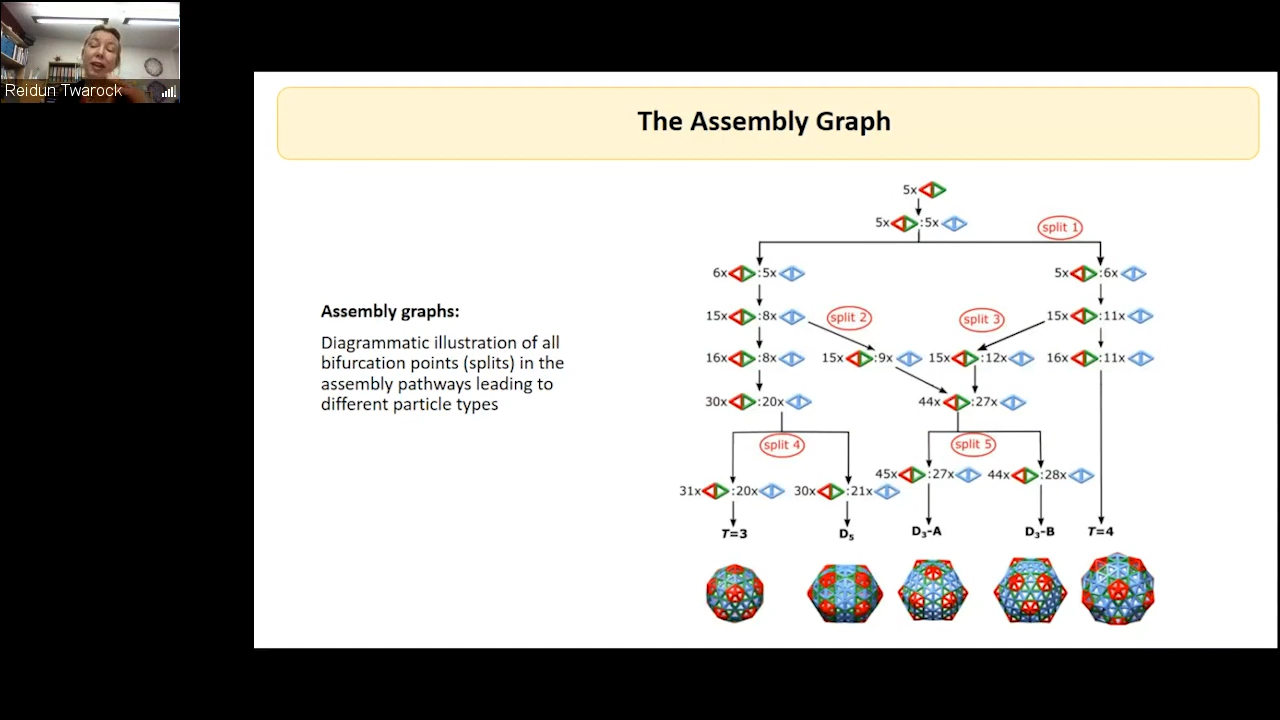 Reidun Twarock
The Assembly Graph
Assembly graphs:
Diagrammatic illustration of all
bifurcation points (splits) in the
assembly pathways leading to
different particle types
5x
5x :5x
split 1
6x :5x
5x :6x
15x :8x
split 2
split 3
15x :11x
16x :8x
15x :9x
15x :12x
16x :11x
30x :20x
44x :27x
split 4
split 5
45x :27x
44x :28x
31x :20x
30x :21x
T=3
D5
D3-A
D3-B
T=4